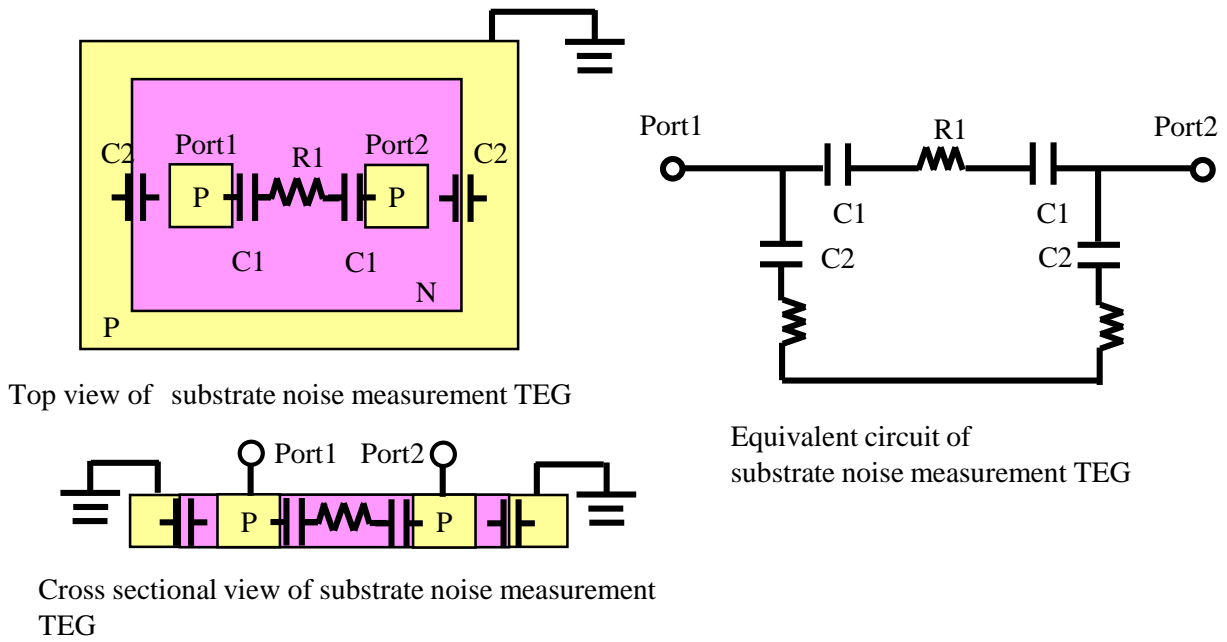 Port1
R1
Port2
C2
C2
P
P
C1
C1
N
P
Top view of substrate noise measurement TEG
Port1
R1
Port2
C1
C1
C2
C2
Equivalent circuit of
substrate noise measurement TEG
Port1 Port2
P
P
Cross sectional view of substrate noise measurement
TEG